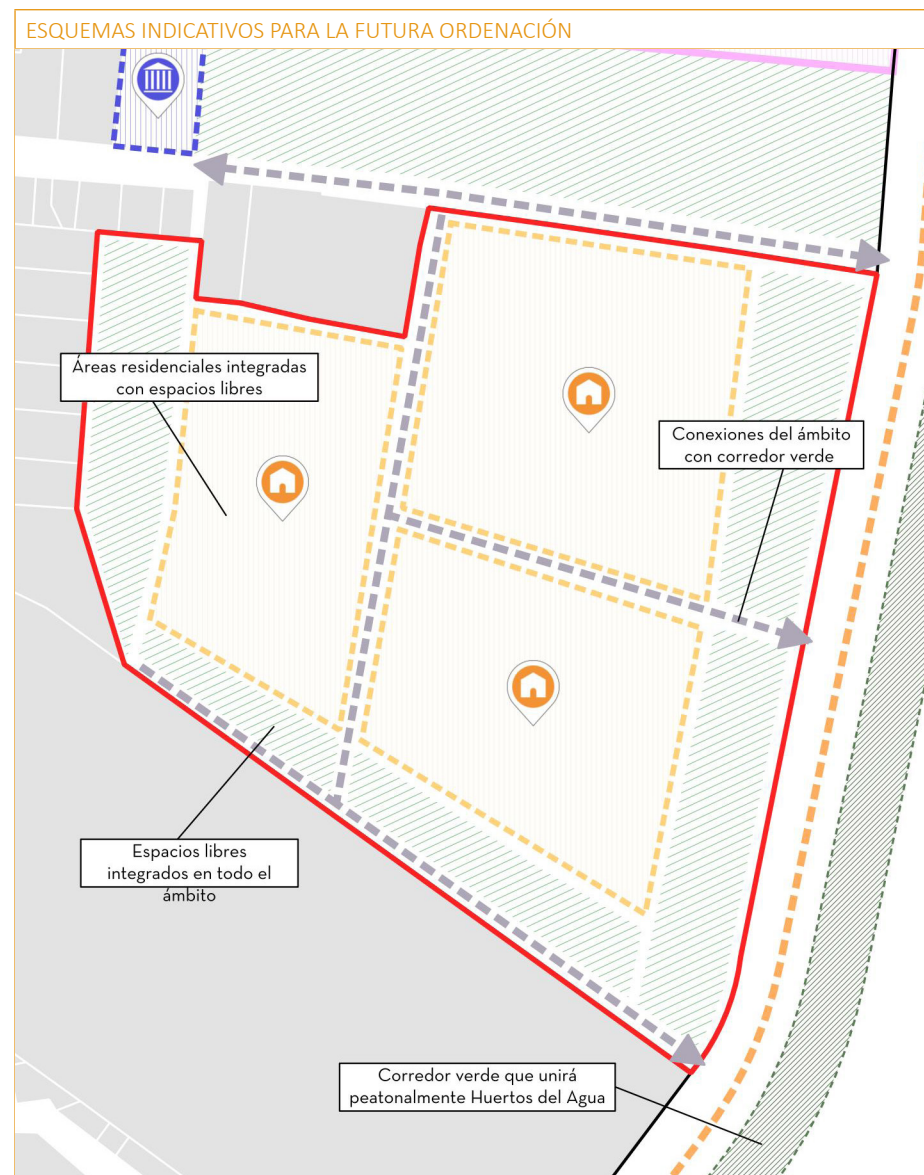 ESQUEMAS INDICATIVOS PARA LA FUTURA ORDENACIÓN
Áreas residenciales integradas
con espacios libres
Conexiones del ámbito
con corredor verde
Espacios libres
integrados en todo el
ámbito
Corredor verde que unirá
peatonalmente Huertos del Agua